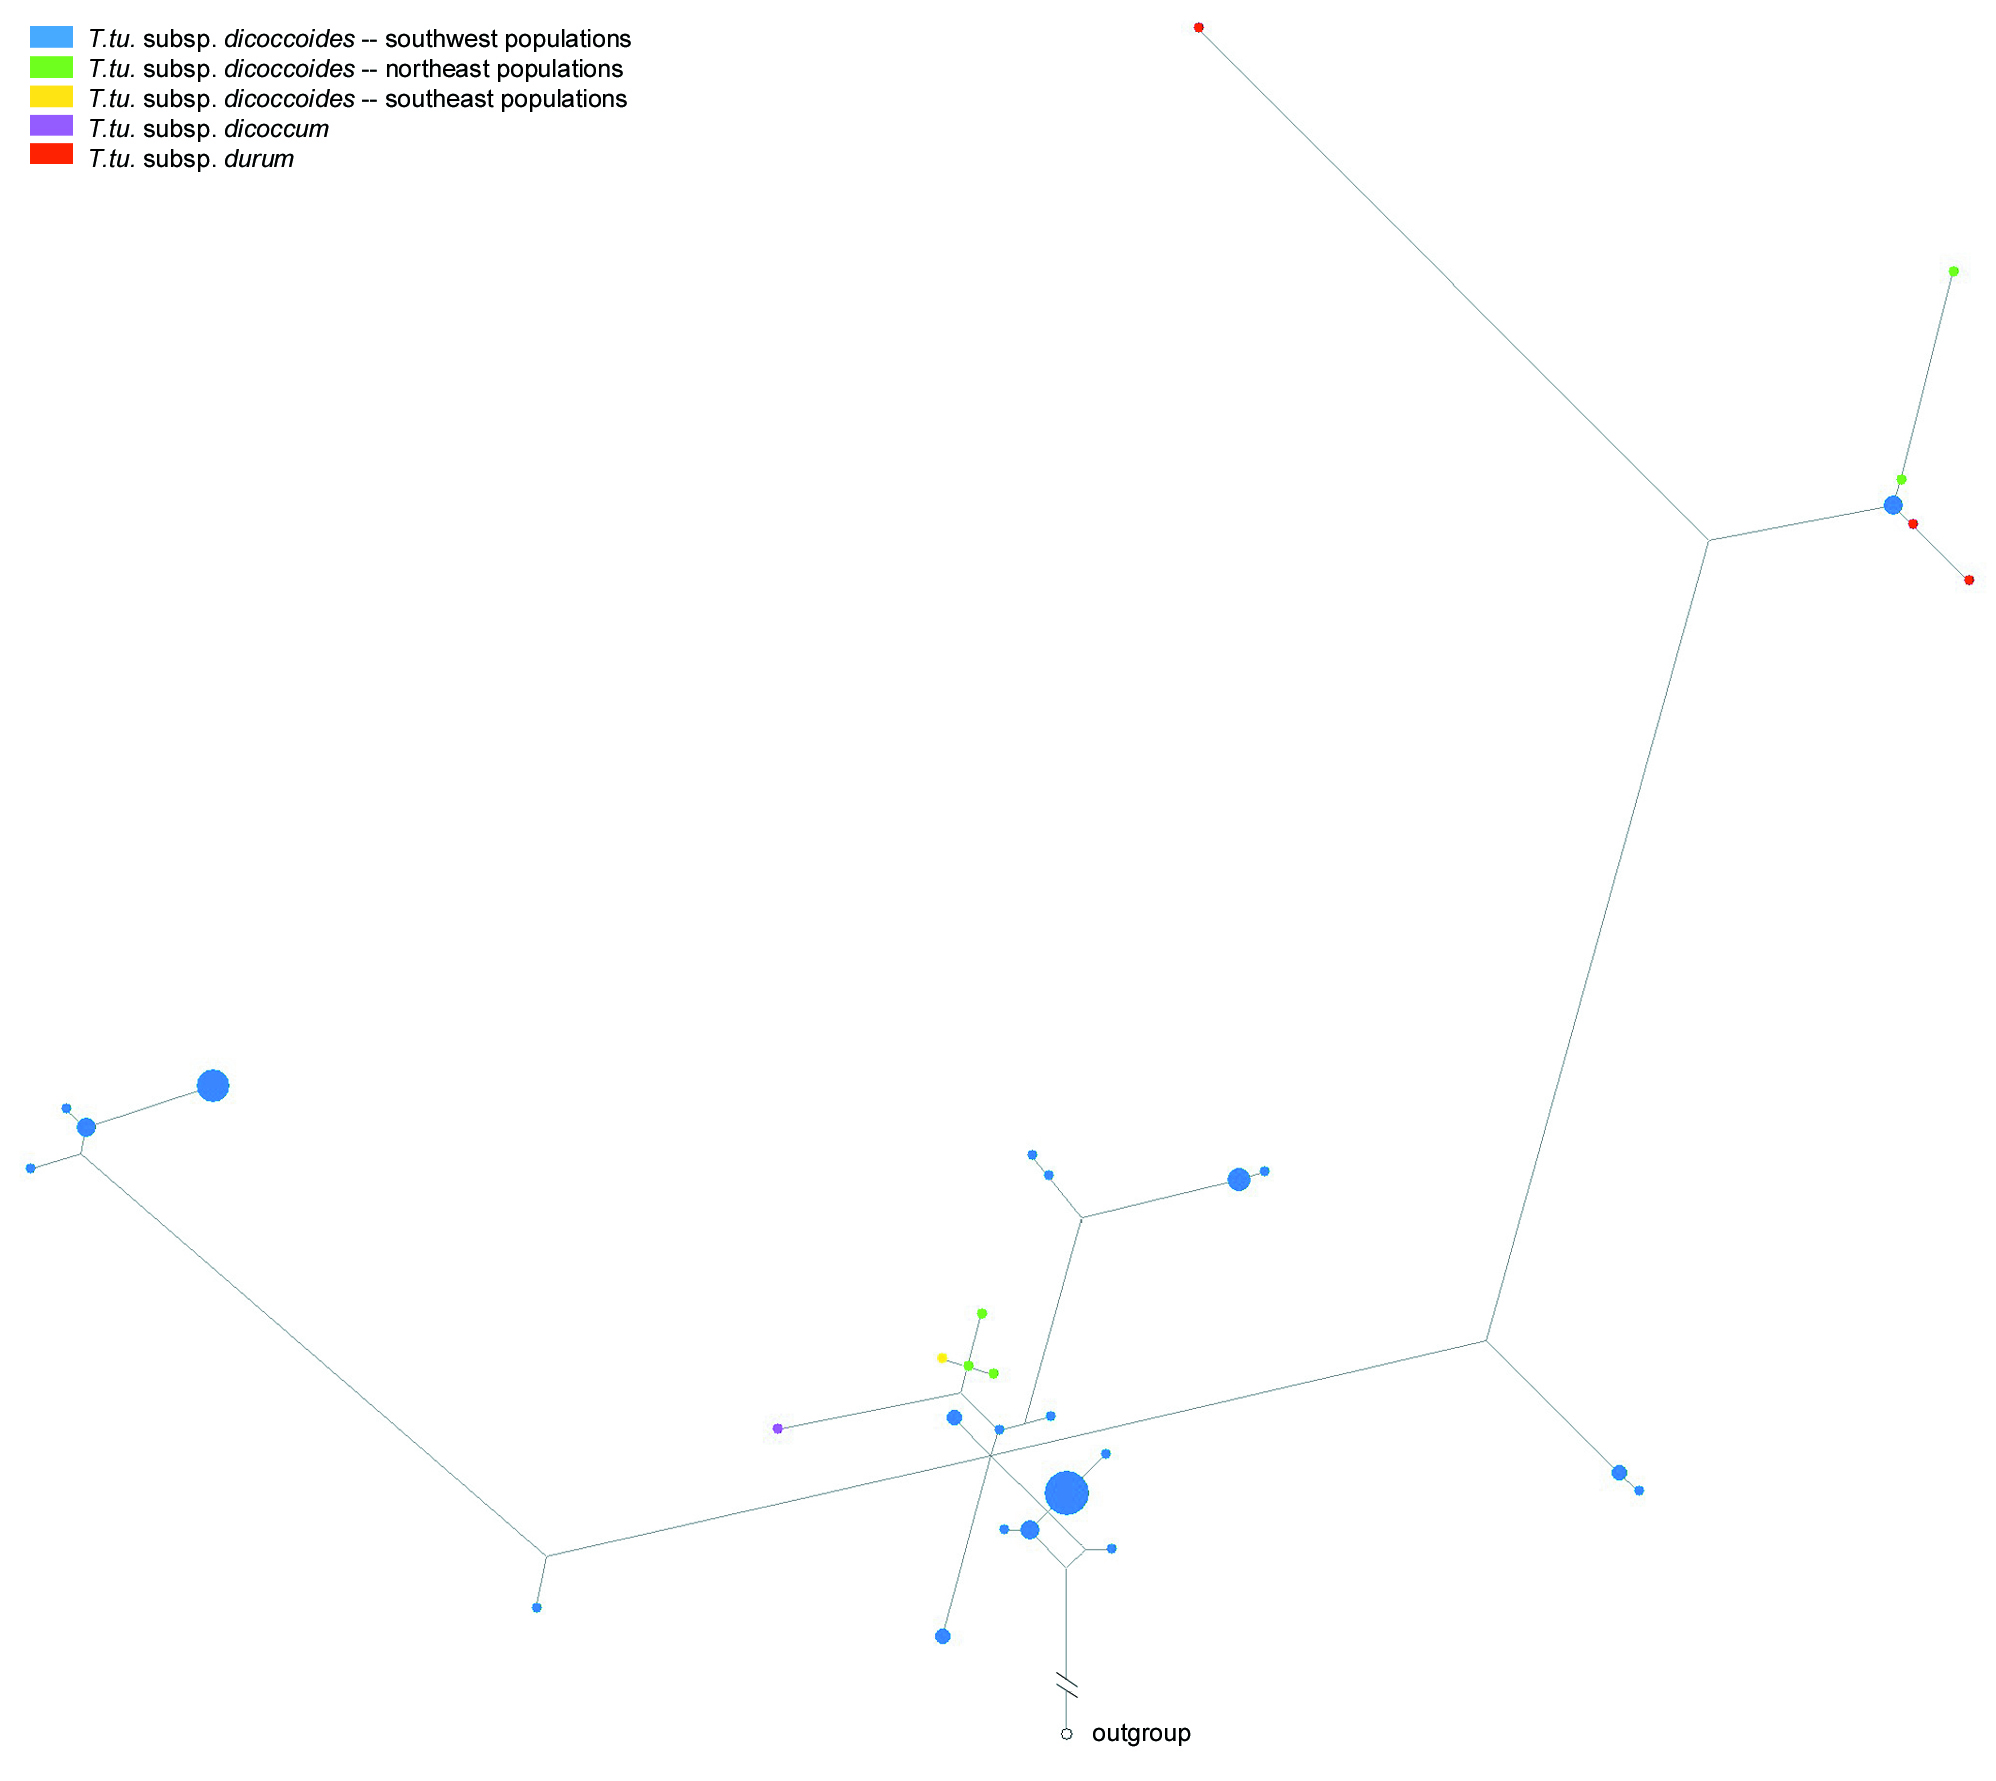 T.tu. subsp. dicoccoides -- southwest populations
T.tu. subsp. dicoccoides -- northeast populations
T.tu. subsp. dicoccoides -- southeast populations
T.tu. subsp. dicoccum
T.tu. subsp. durum
outgroup